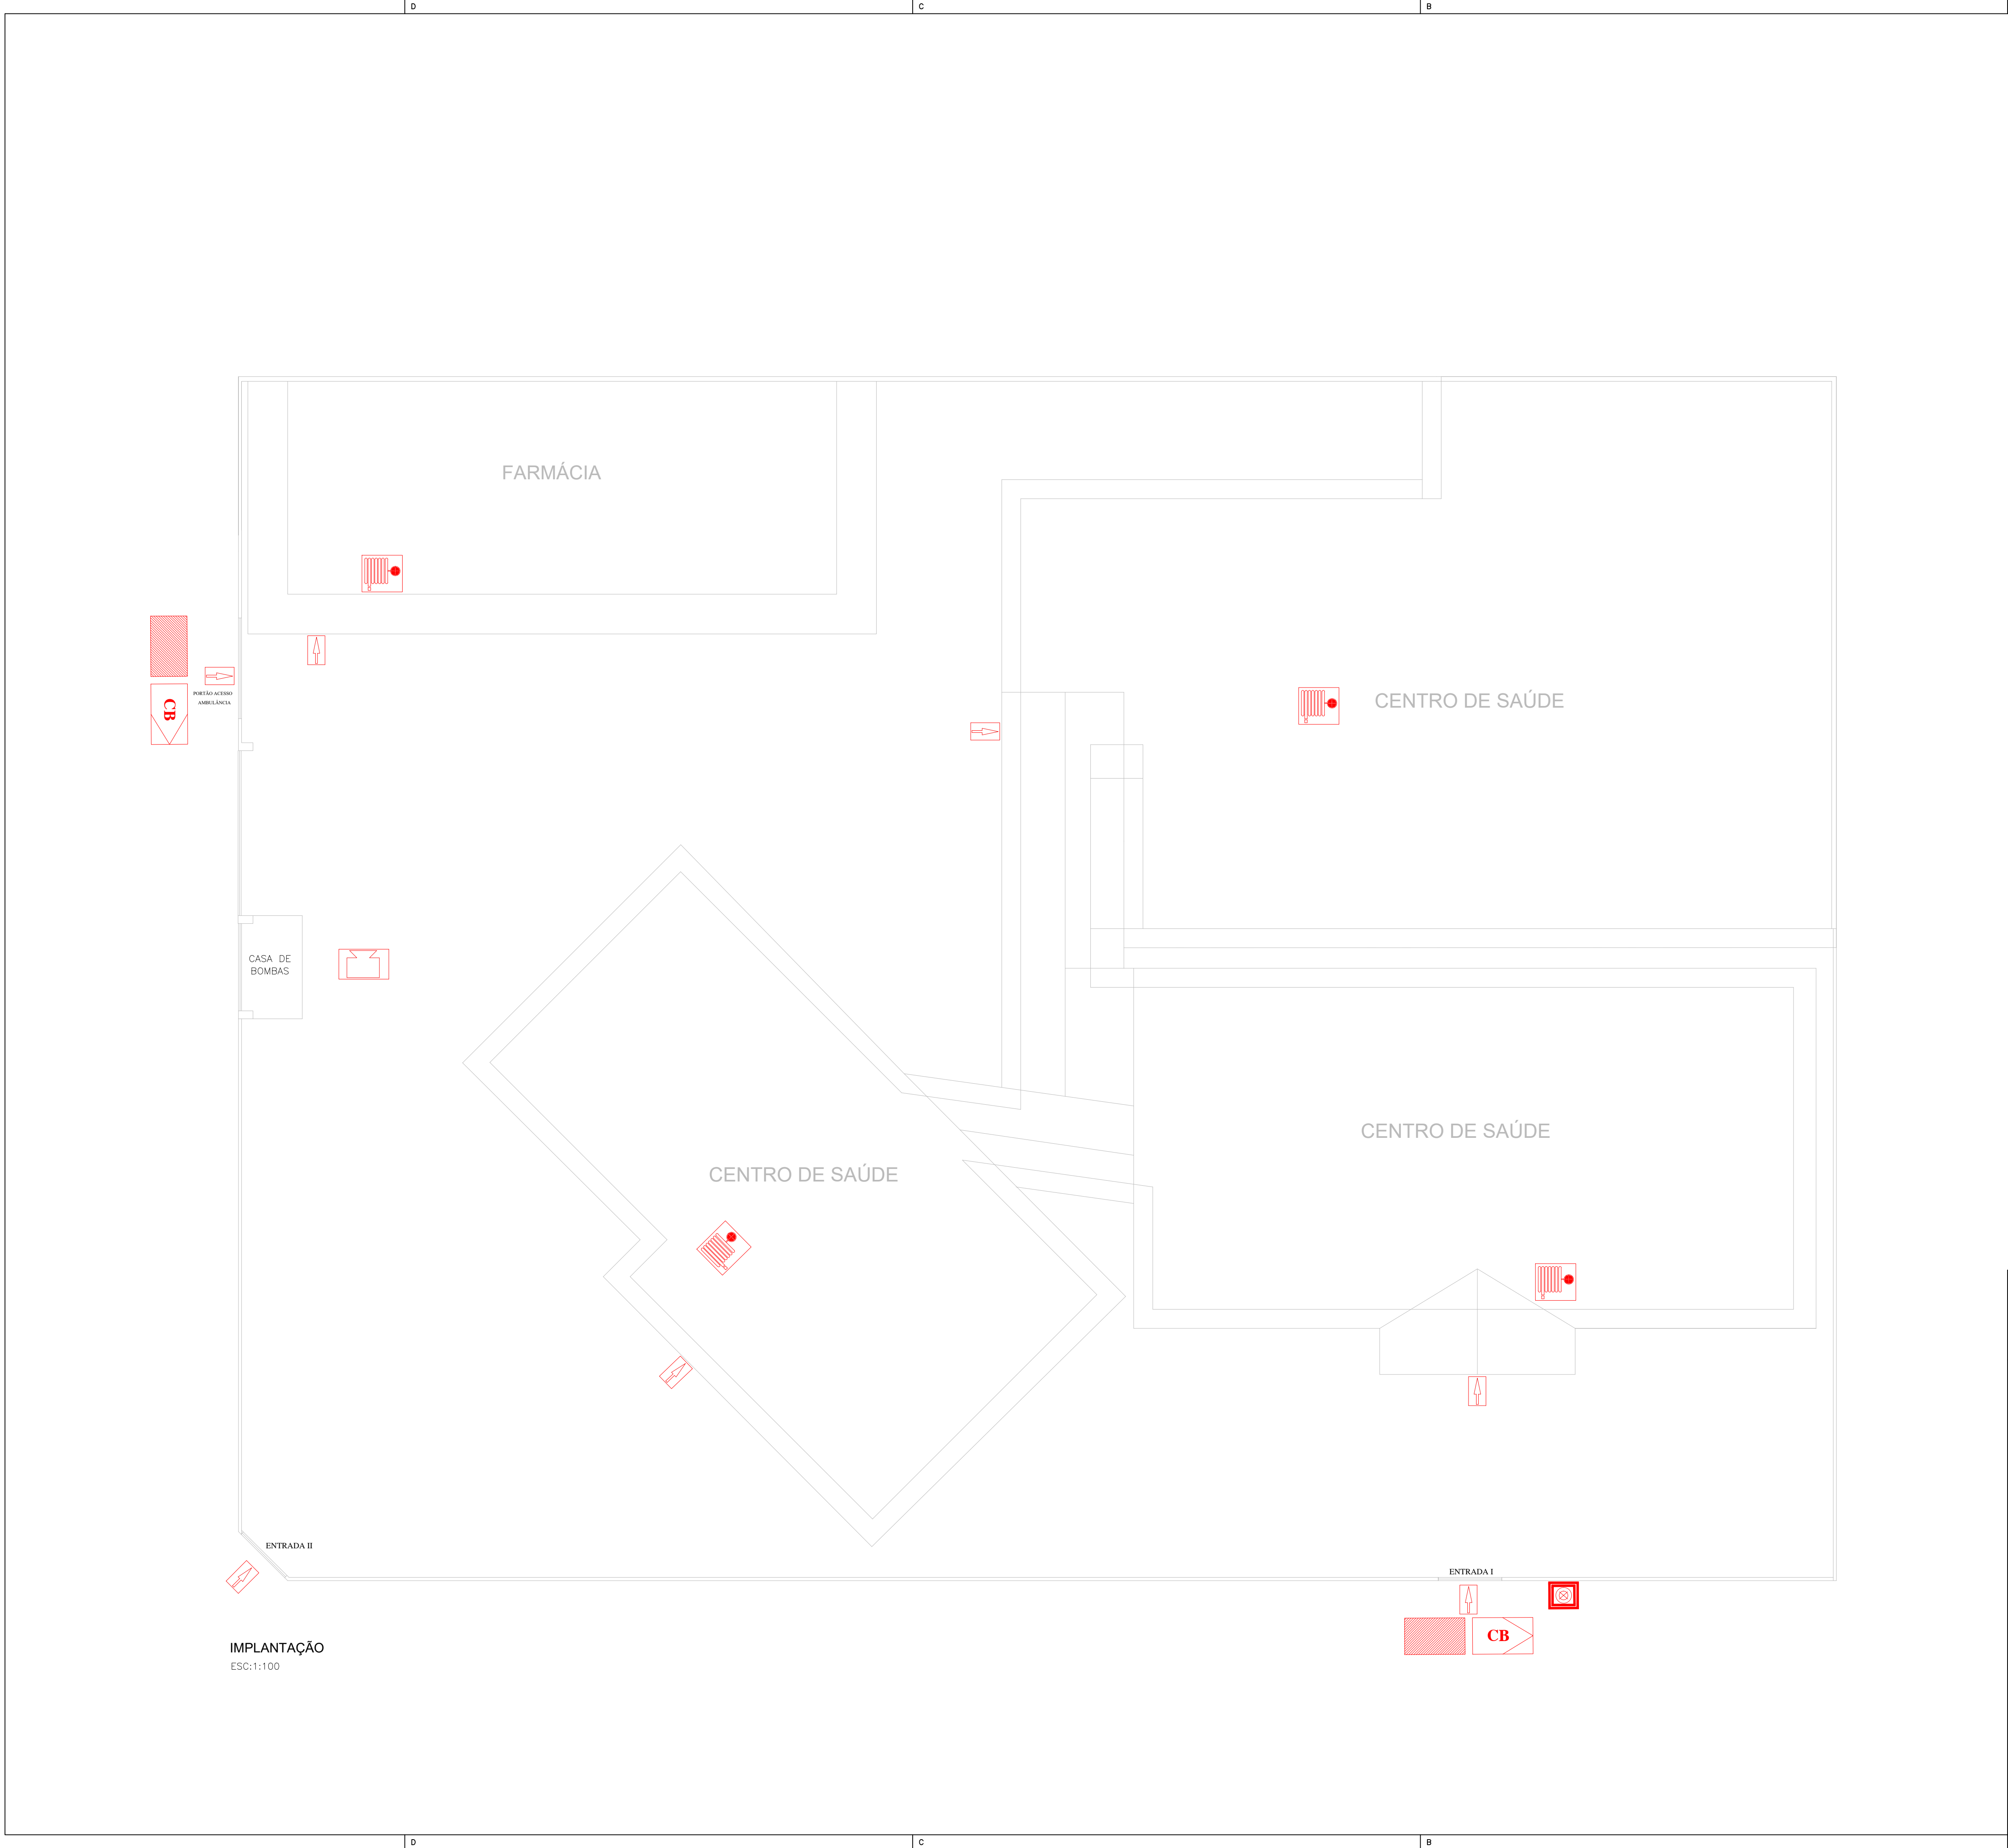 D
C
B
FARMÁCIA
CENTRO DE SAÚDE
PORTÃO ACESSO
AMBULÂNCIA
CB
CASA DE
BOMBAS
CENTRO DE SAÚDE
CENTRO DE SAÚDE
ENTRADA II
ENTRADA I
CB
IMPLANTAÇÃO
ESC:1:100
D
C
B